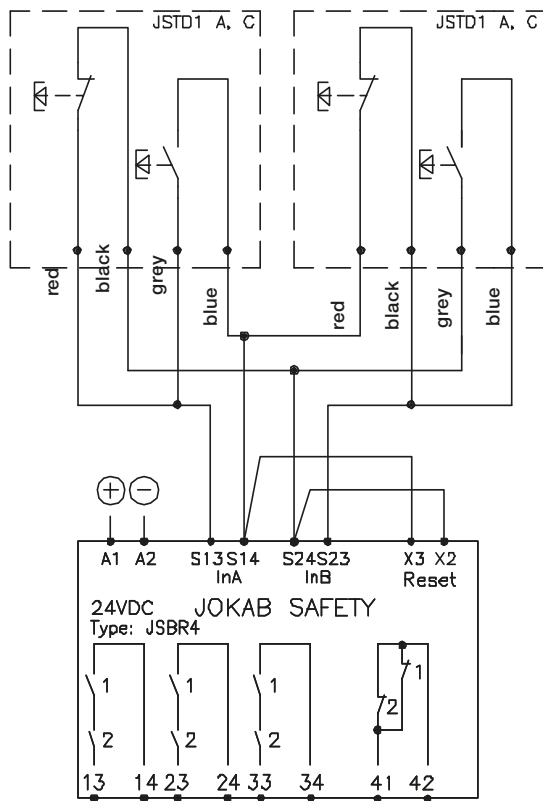 JSTD1 A, C JSTD1 A, C
red black grey blue red black grey blue
+ −
A1 A2 S13 S14 S24 S23 X3 X2
InA InB Reset
24VDC JOKAB SAFETY
Type: JSBR4
1 1 1 1
2 2 2 2
13 14 23 24 33 34 41 42